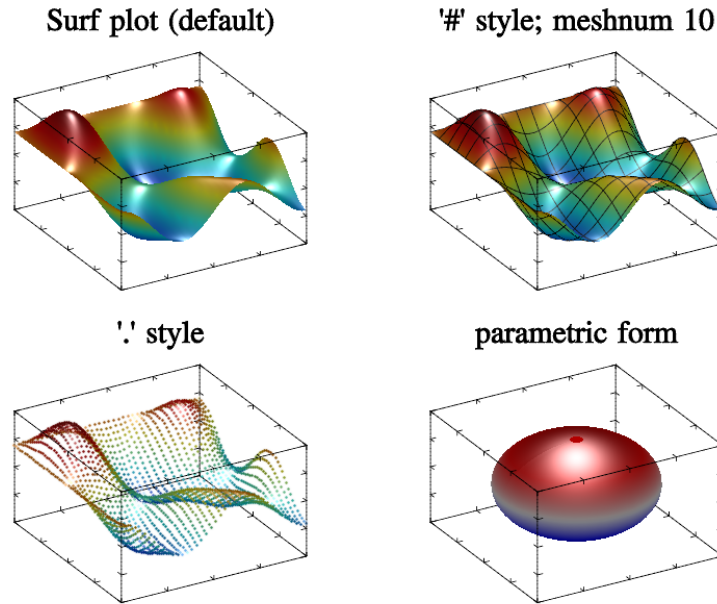 Surf plot (default)
'#' style; meshnum 10
'.' style
parametric form